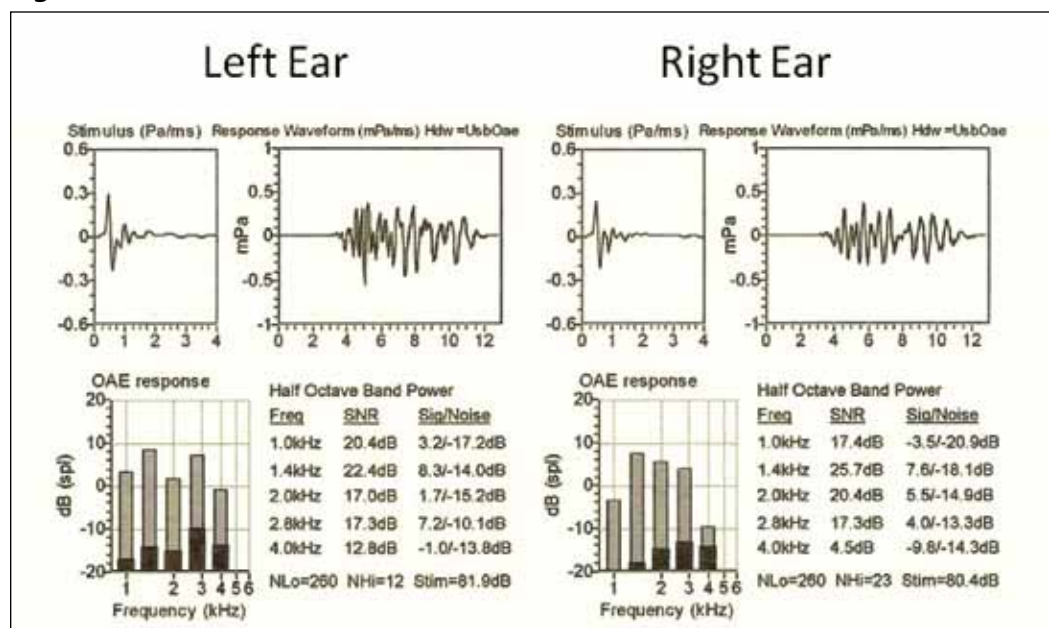 Left Ear
Stimulus (Pa/ms) Response Waveform (mPa/ms) Hdw =UsbOae
0.6
0.3
0
-0.3
-0.6
0 1 2 3 4
mPa
1
0.5
0
-0.5
-1
0 2 4 6 8 10 12
OAE response
dB (spl)
20
10
0
-10
-20
1 2 3 4 5 6
Frequency (kHz)
Half Octave Band Power
Freq SNR Sig/Noise
1.0kHz 20.4dB 3.2/-17.2dB
1.4kHz 22.4dB 8.3/-14.0dB
2.0kHz 17.0dB 1.7/-15.2dB
2.8kHz 17.3dB 7.2/-10.1dB
4.0kHz 12.8dB -1.0/-13.8dB
NLo=260 NHi=12 Stim=81.9dB
Right Ear
Stimulus (Pa/ms) Response Waveform (mPa/ms) Hdw =UsbOae
0.6
0.3
0
-0.3
-0.6
0 1 2 3 4
mPa
1
0.5
0
-0.5
-1
0 2 4 6 8 10 12
OAE response
dB (spl)
20
10
0
-10
-20
1 2 3 4 5 6
Frequency (kHz)
Half Octave Band Power
Freq SNR Sig/Noise
1.0kHz 17.4dB -3.5/-20.9dB
1.4kHz 25.7dB 7.6/-18.1dB
2.0kHz 20.4dB 5.5/-14.9dB
2.8kHz 17.3dB 4.0/-13.3dB
4.0kHz 4.5dB -9.8/-14.3dB
NLo=260 NHi=23 Stim=80.4dB